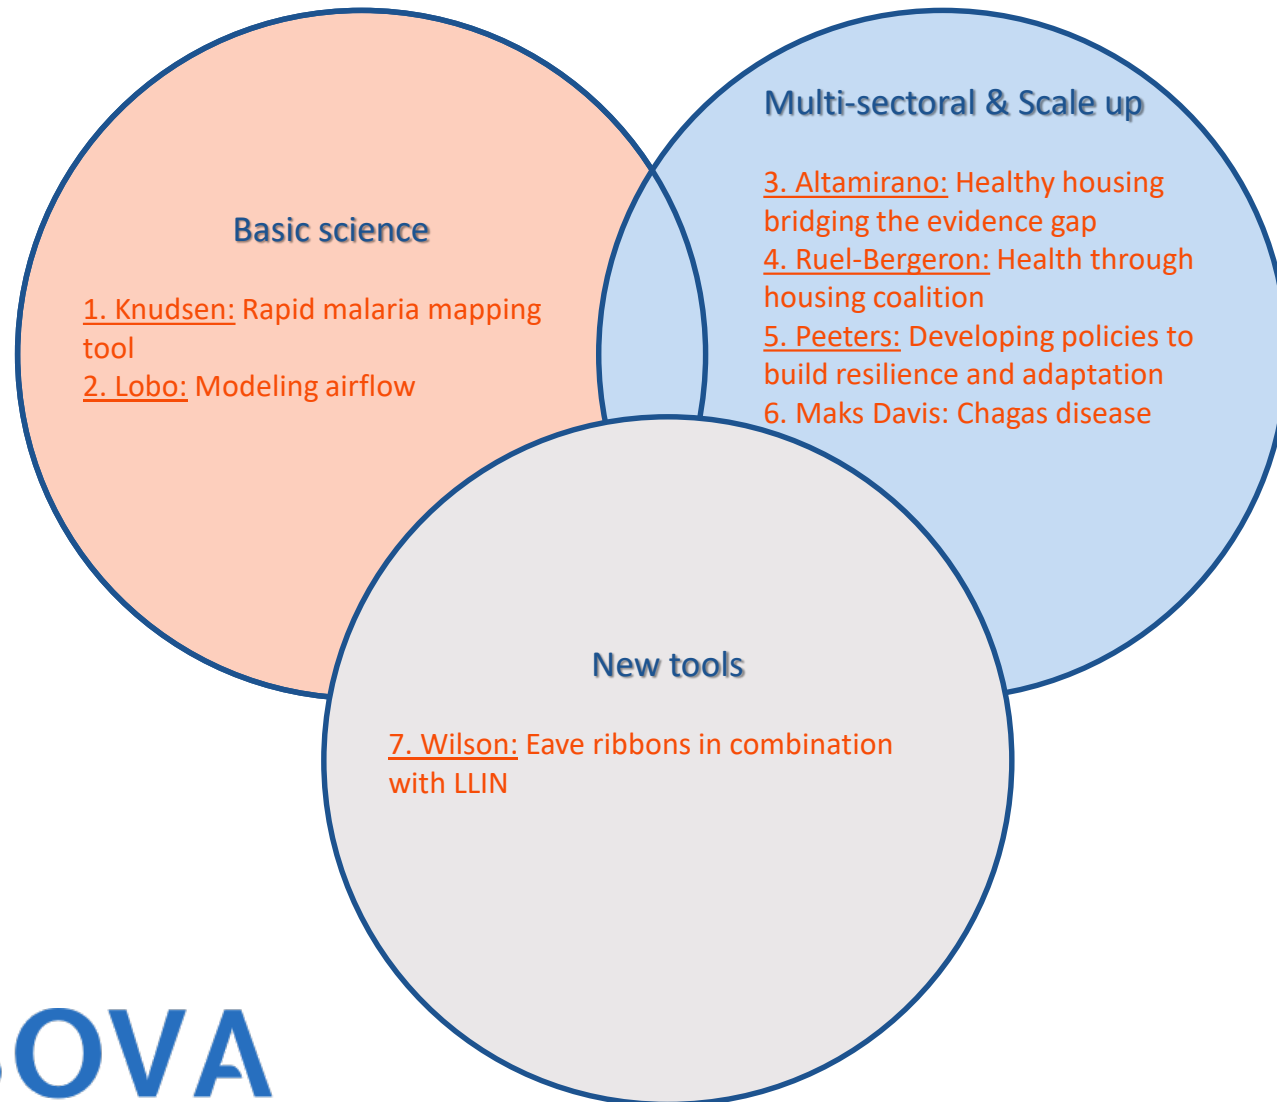 Multi-sectoral & Scale up
3. Altamirano: Healthy housing
bridging the evidence gap
4. Ruel-Bergeron: Health through
housing coalition
5. Peeters: Developing policies to
build resilience and adaptation
6. Maks Davis: Chagas disease
Basic science
1. Knudsen: Rapid malaria mapping
tool
2. Lobo: Modeling airflow
New tools
7. Wilson: Eave ribbons in combination
with LLIN